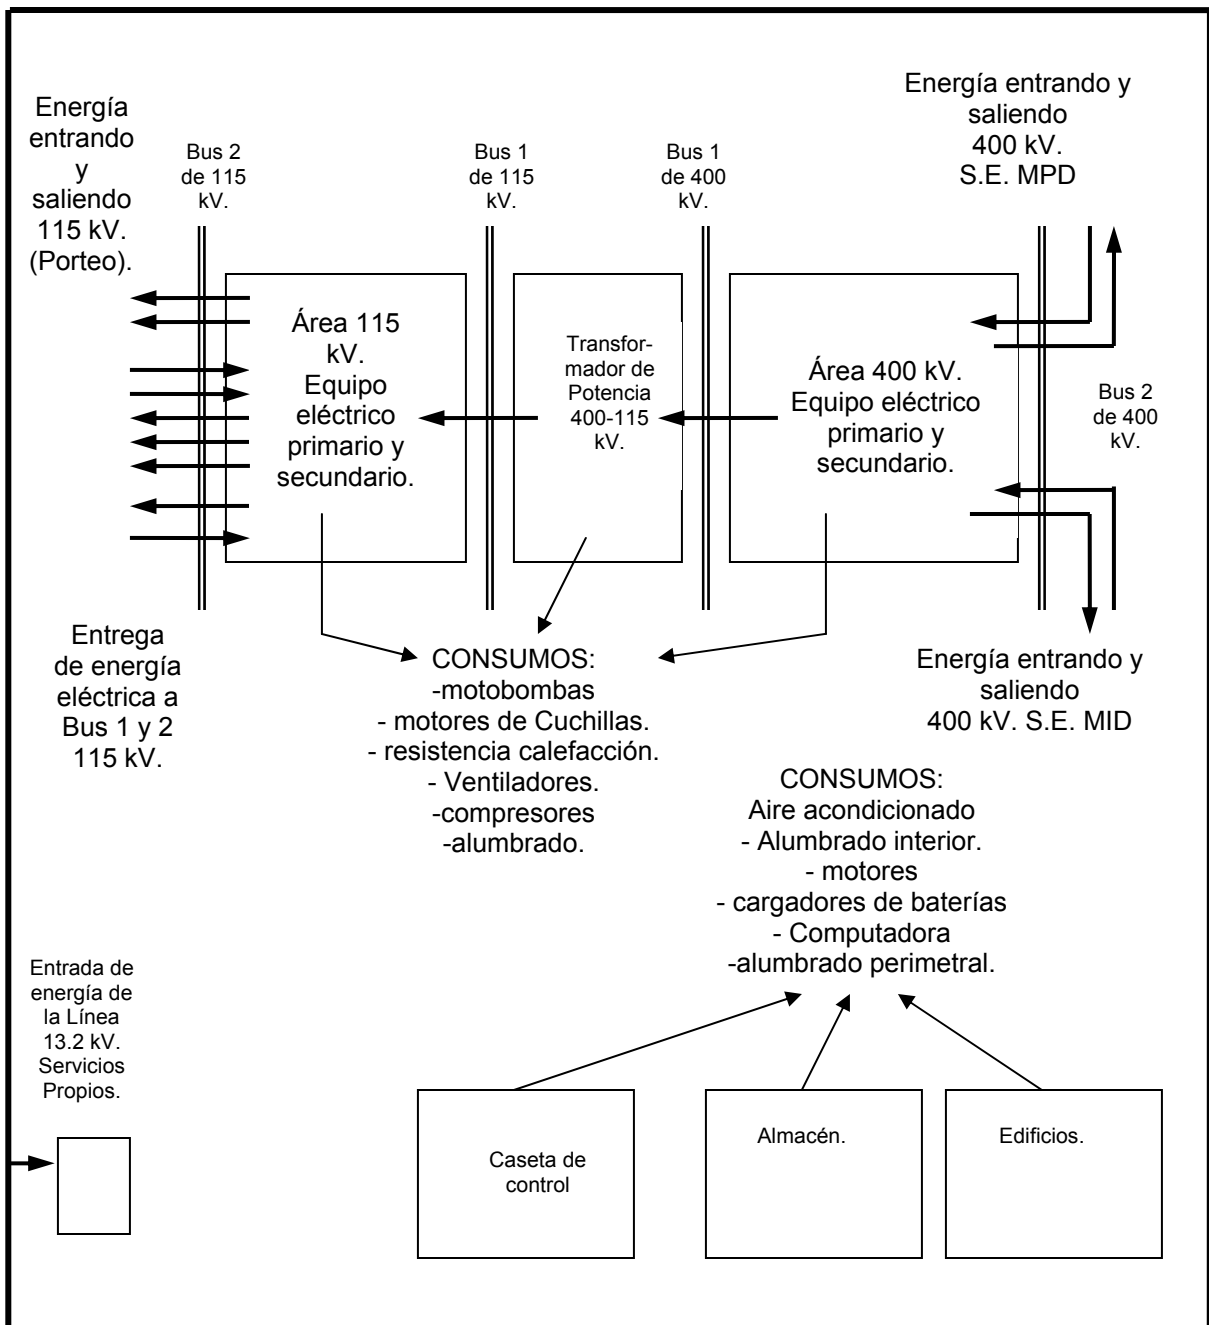 Energía
entrando
y
saliendo
115 kV.
(Porteo).
Bus 2
de 115
kV.
Bus 1
de 115
kV.
Bus 1
de 400
kV.
Energía entrando y
saliendo
400 kV.
S.E. MPD
Área 115
kV.
Equipo
eléctrico
primario y
secundario.
Transfor-
mador de
Potencia
400-115
kV.
Área 400 kV.
Equipo eléctrico
primario y
secundario.
Bus 2
de 400
kV.
Entrega
de energía
eléctrica a
Bus 1 y 2
115 kV.
CONSUMOS:
-motobombas
- motores de Cuchillas.
- resistencia calefacción.
- Ventiladores.
-compresores
-alumbrado.
Energía entrando y
saliendo
400 kV. S.E. MID
CONSUMOS:
Aire acondicionado
- Alumbrado interior.
- motores
- cargadores de baterías
- Computadora
-alumbrado perimetral.
Entrada de
energía de
la Línea
13.2 kV.
Servicios
Propios.
Caseta de
control
Almacén.
Edificios.